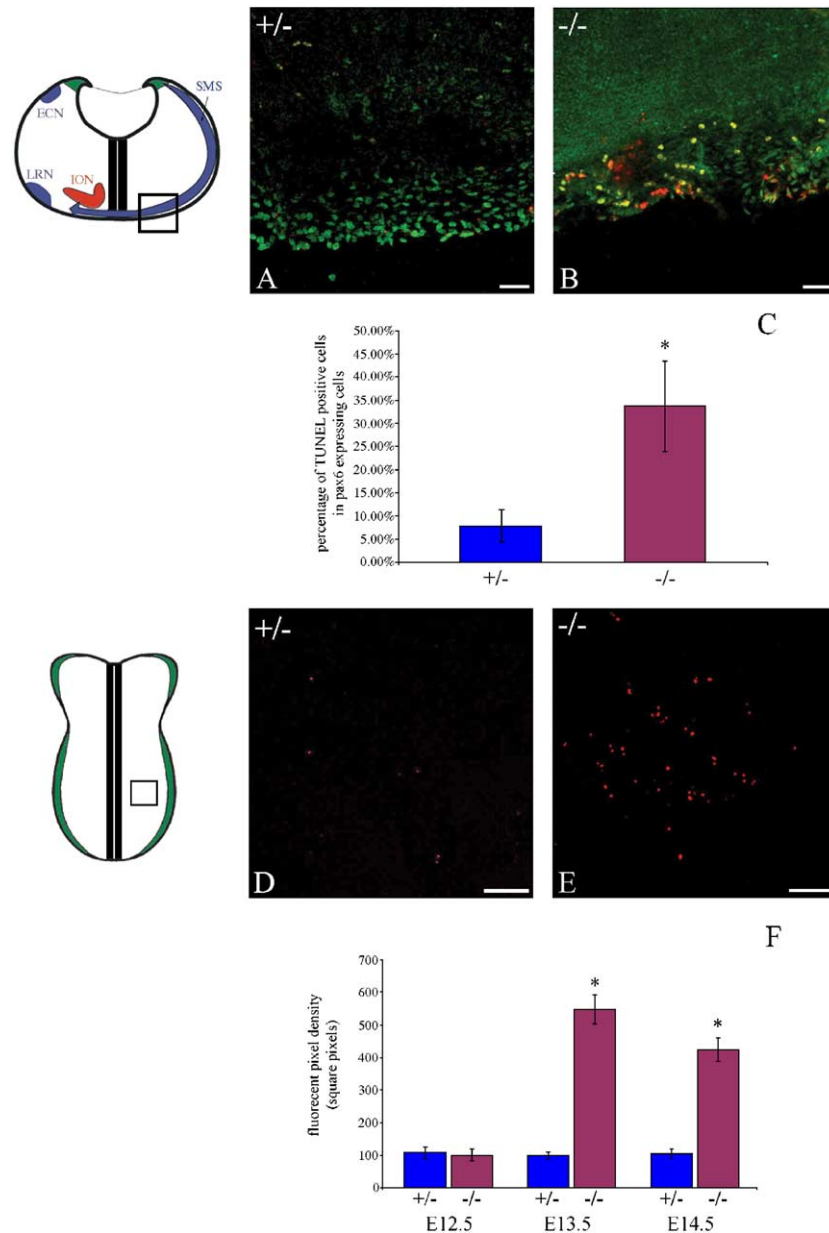 +/-
-/-
SMS
ECN
LRN
ION
A
B
C
percentage of TUNEL positive cells
in pax6 expressing cells
50.00%
45.00%
40.00%
35.00%
30.00%
25.00%
20.00%
15.00%
10.00%
5.00%
0.00%
*
+/-
-/-
+/-
-/-
D
E
F
fluorecent pixel density
(square pixels)
700
600
500
400
300
200
100
0
*
*
+/-
-/-
+/-
-/-
+/-
-/-
E12.5
E13.5
E14.5